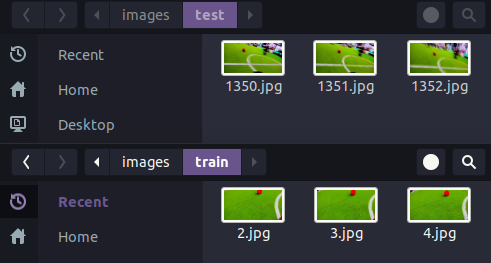 images test
Recent
Home
Desktop
1350.jpg 1351.jpg 1352.jpg
images train
Recent
Home
2.jpg 3.jpg 4.jpg